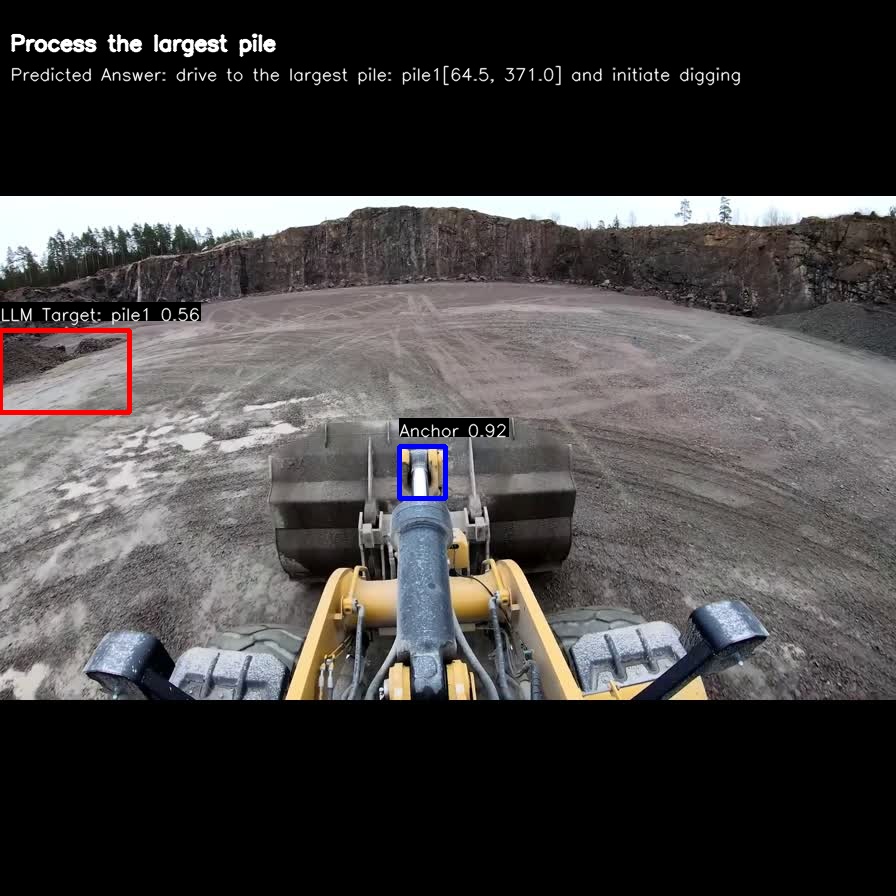 Process the largest pile
Predicted Answer: drive to the largest pile: pile1[64.5, 371.0] and initiate digging
LLM Target: pile1 0.56
Anchor 0.92